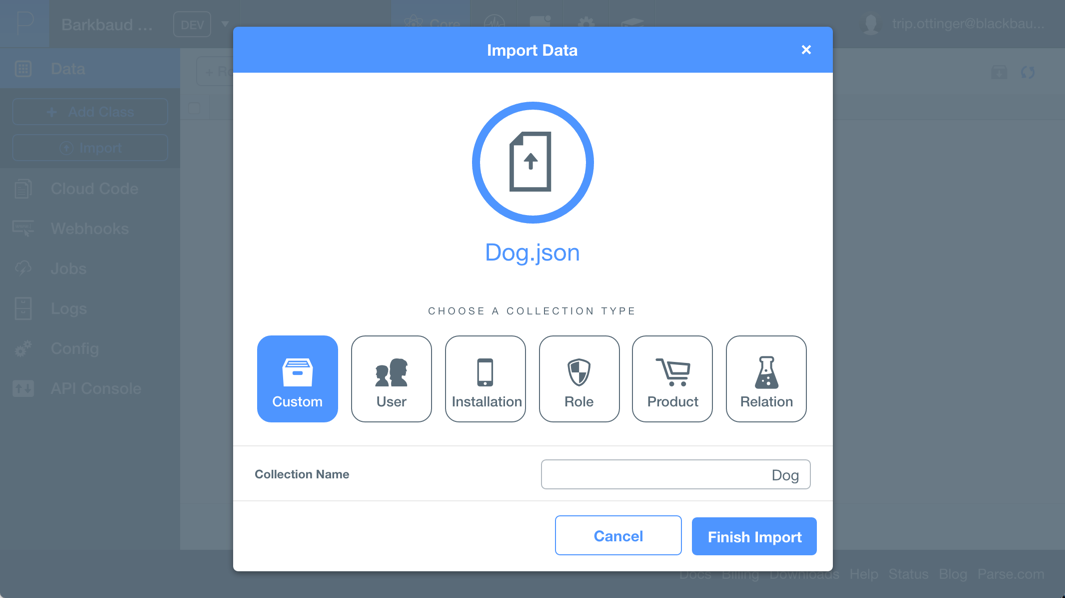 Barkbaud ...
DEV
Core
trip.ottinger@blackbau...
Data
Add Class
Import
Cloud Code
Webhooks
Jobs
Logs
Config
API Console
Import Data
Dog.json
CHOOSE A COLLECTION TYPE
Custom
User
Installation
Role
Product
Relation
Collection Name
Dog
Cancel
Finish Import
Docs Billing Downloads Help Status Blog Parse.com